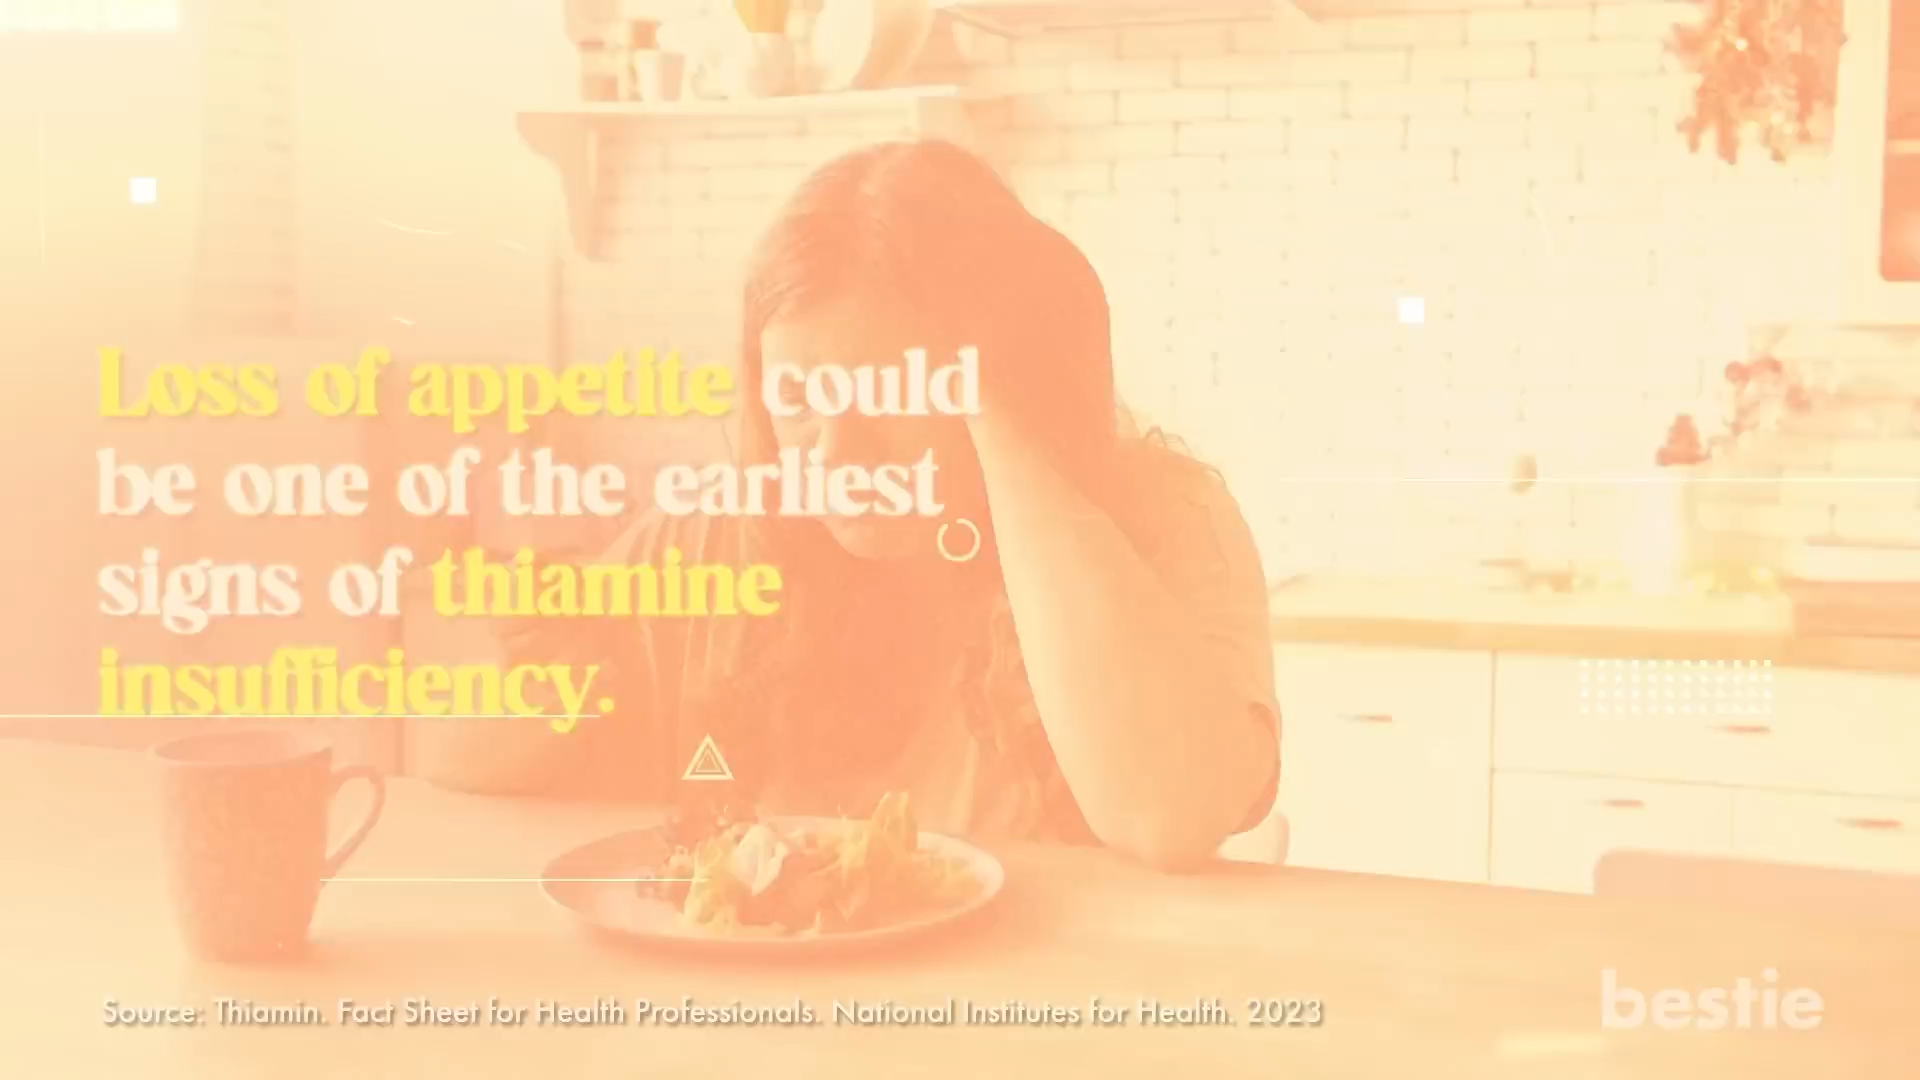 Loss of appetite could
be one of the earliest
signs of thiamine
insufficiency.
Source: Thiamin. Fact Sheet for Health Professionals. National Institutes for Health. 2023
bestie